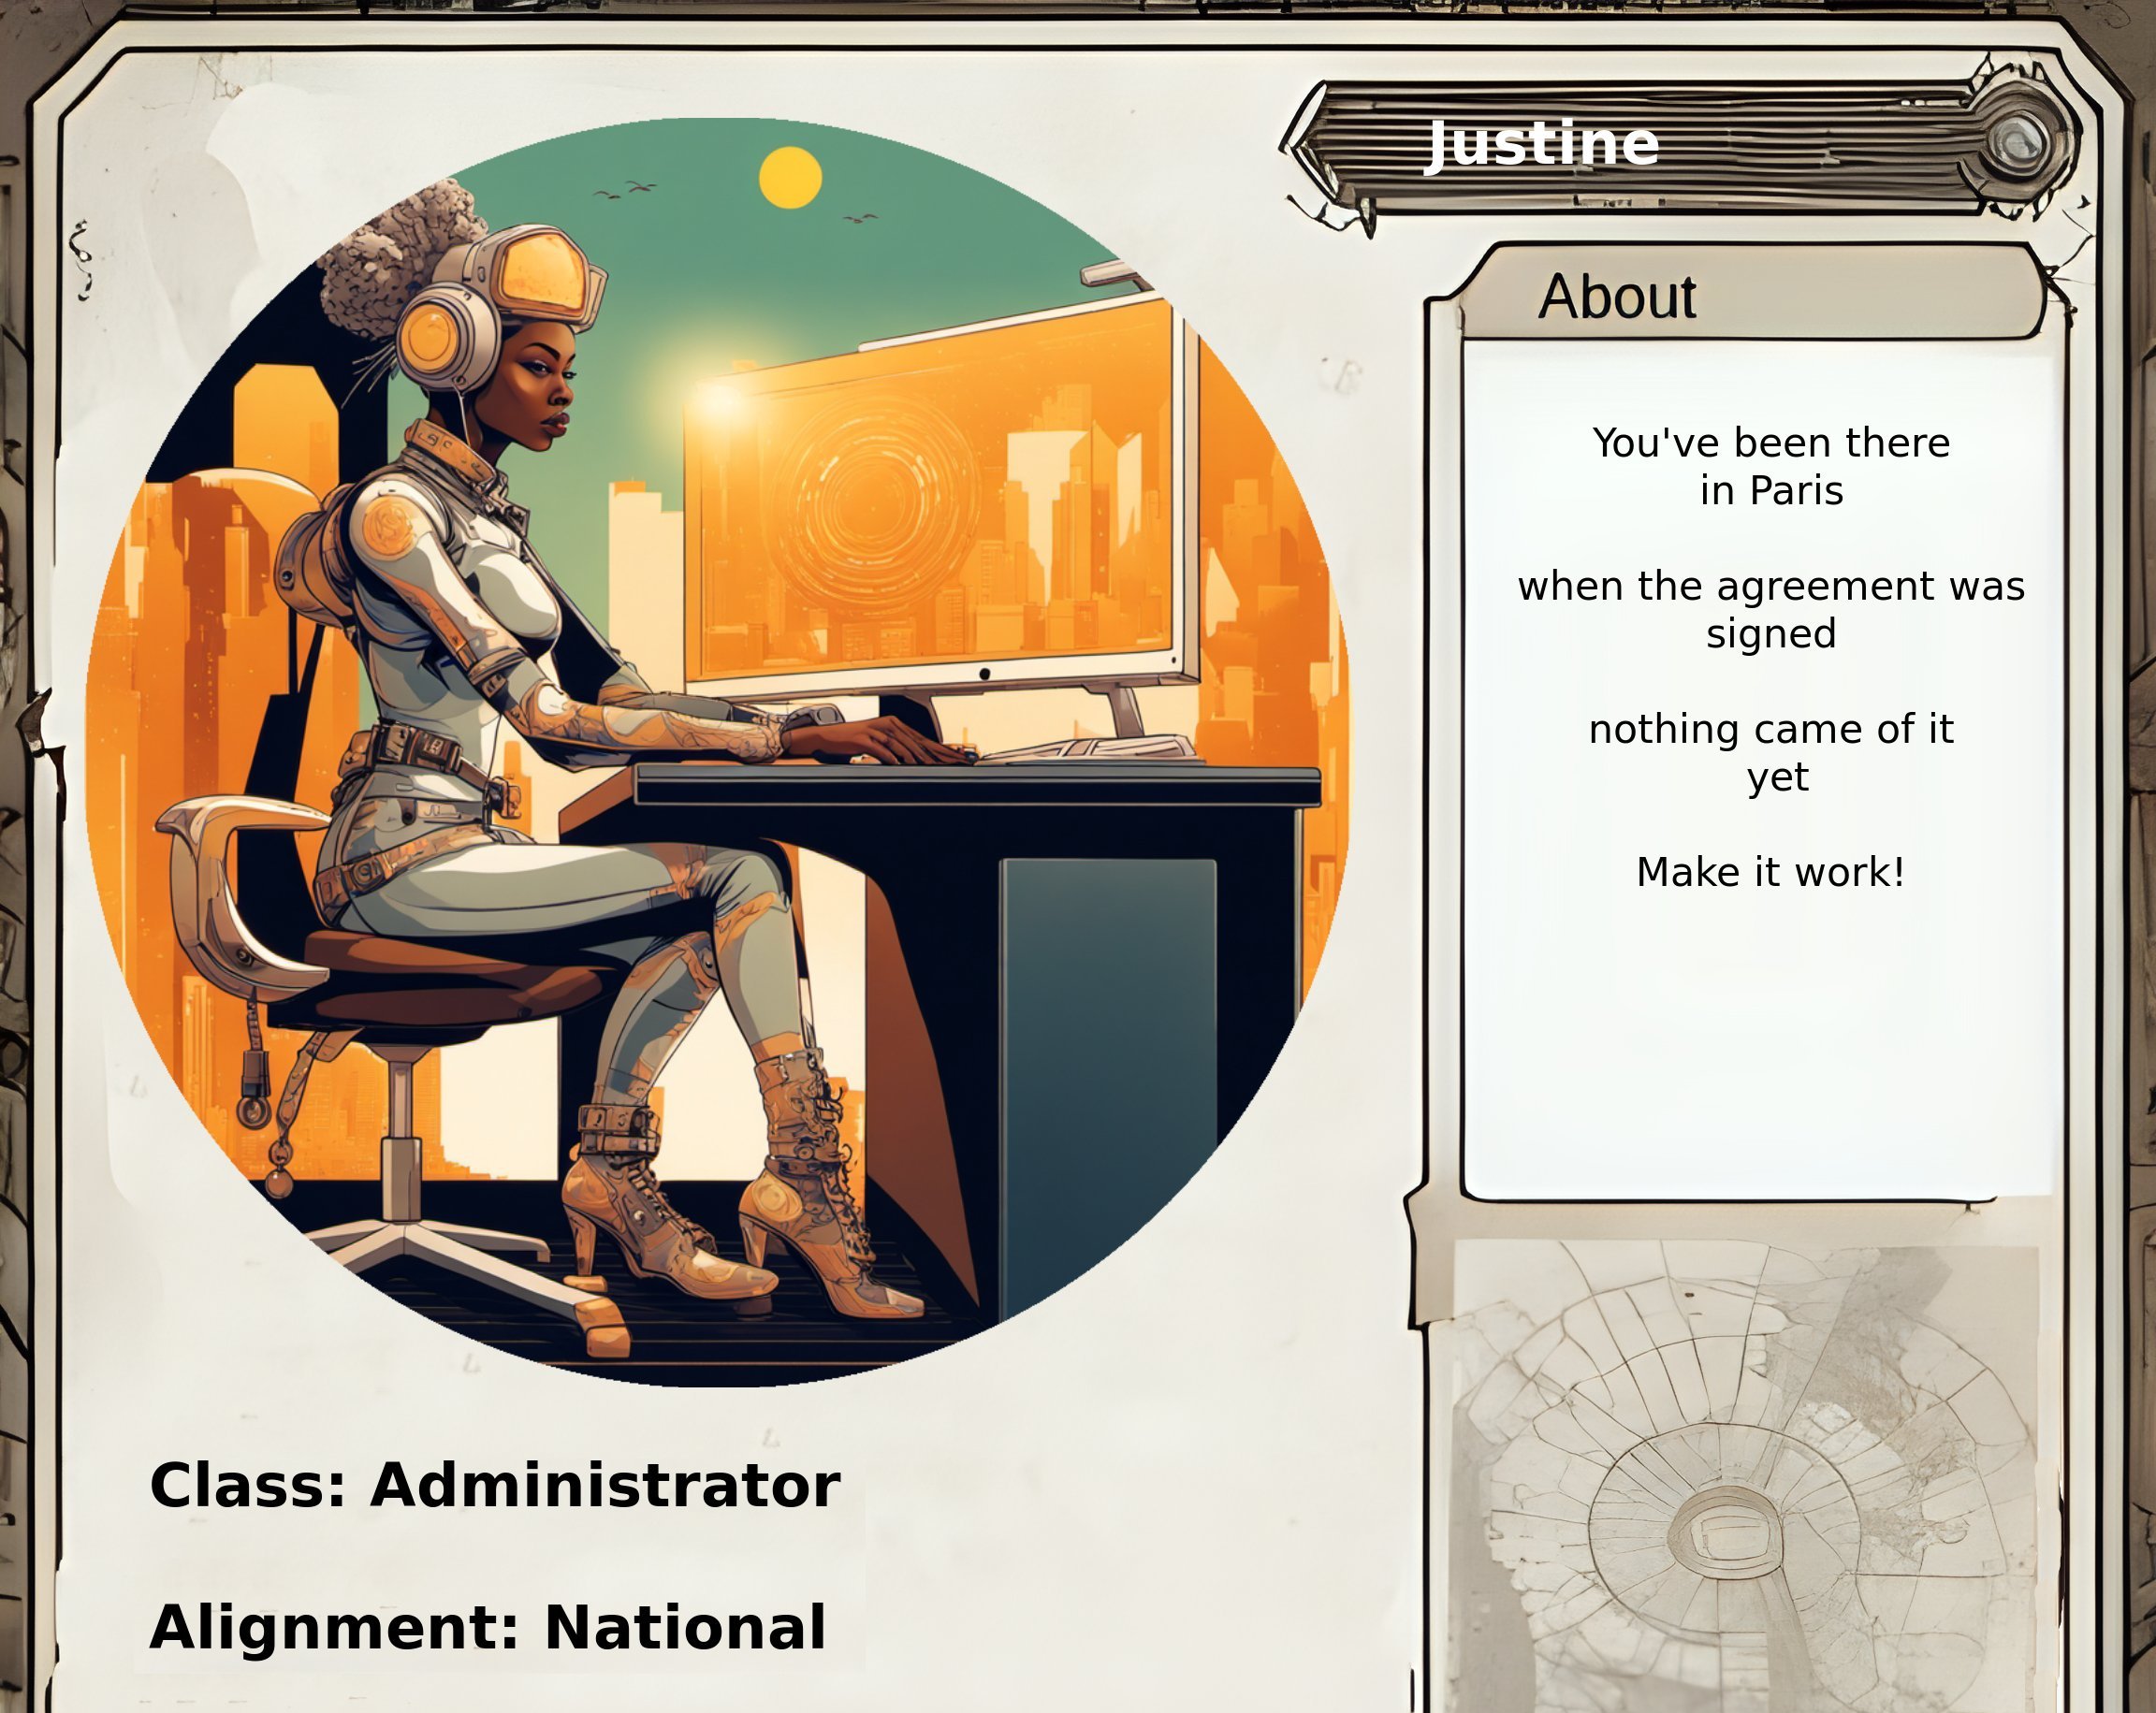 Justine
About
You've been there
in Paris
when the agreement was
signed
nothing came of it
yet
Make it work!
Class: Administrator
Alignment: National